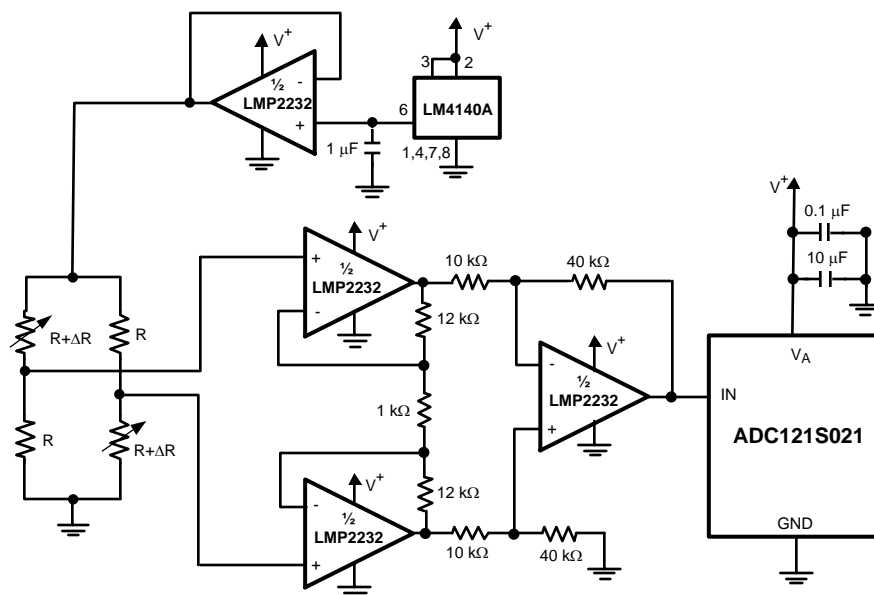 V+
½
LMP2232
-
+
V+
3
2
6
LM4140A
1,4,7,8
1 µF
V+
0.1 µF
10 µF
V+
+
½
LMP2232
-
10 kΩ
40 kΩ
12 kΩ
R+ΔR
R
R
R+ΔR
1 kΩ
V+
-
½
LMP2232
+
VA
IN
ADC121S021
GND
V+
-
½
LMP2232
+
12 kΩ
10 kΩ
40 kΩ